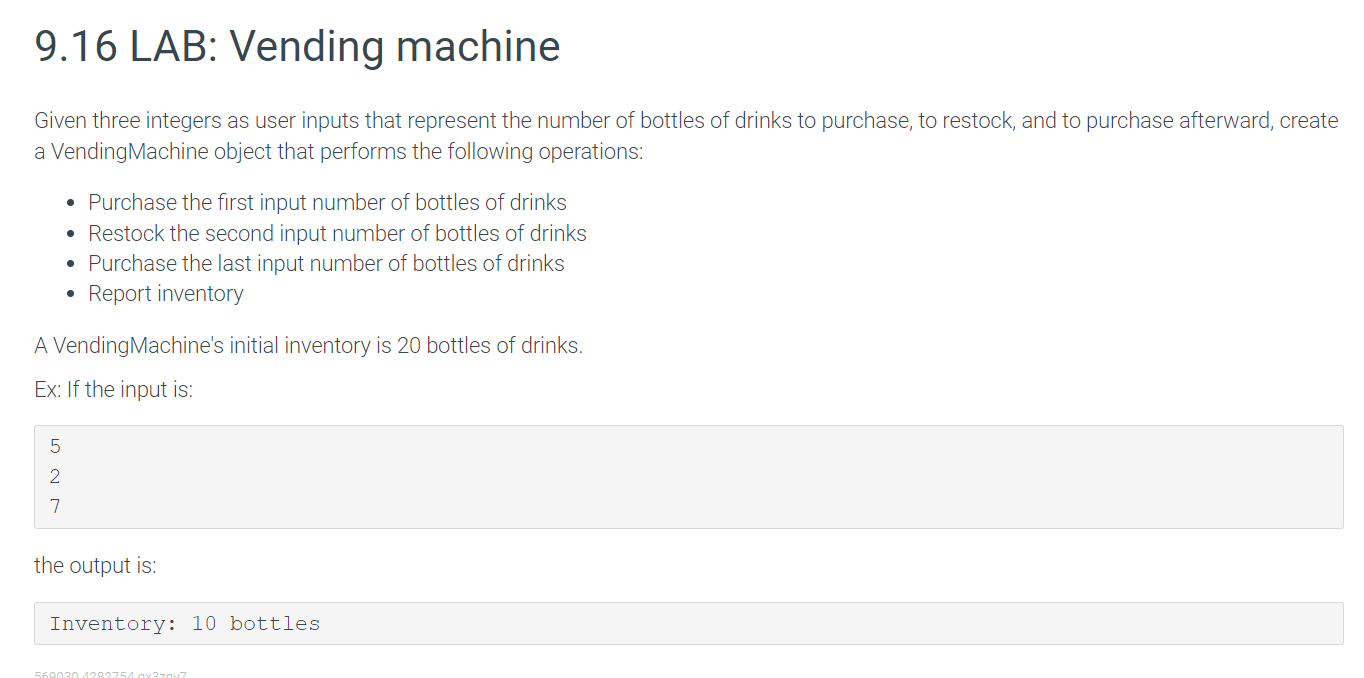 9.16 LAB: Vending machine
Given three integers as user inputs that represent the number of bottles of drinks to purchase, to restock, and to purchase afterward, create
a VendingMachine object that performs the following operations:
• Purchase the first input number of bottles of drinks
• Restock the second input number of bottles of drinks
• Purchase the last input number of bottles of drinks
• Report inventory
A VendingMachine's initial inventory is 20 bottles of drinks.
Ex: If the input is:
5
2
7
the output is:
Inventory: 10 bottles